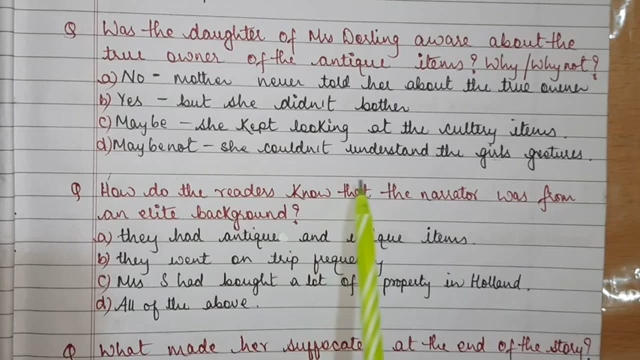 Q Was the daughter of Mrs Dorling aware about the
true owner of the antique items? Why/Why not?
a) No - mother never told her about the true owner
b) Yes - but she didn't bother
c) Maybe - she kept looking at the cultery items.
d) Maybe not - she couldn't understand the girls gestures.
Q How do the readers know that the narrator was from
an elite background?
a) they had antique and items.
b) they went on trip
c) Mrs S had bought a lot of property in Holland.
d) All of the above.
Q What made her suffocate at the end of the story?